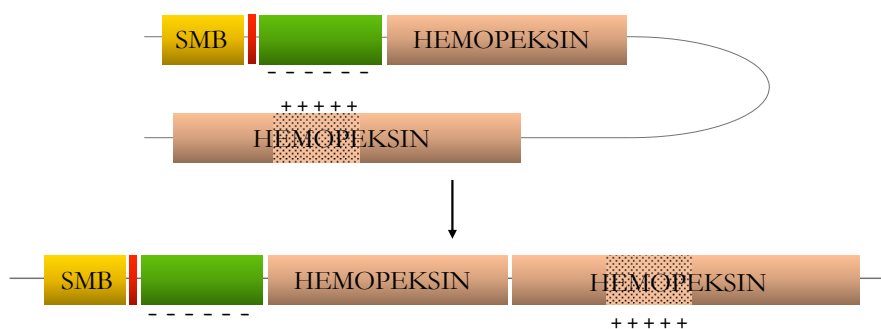 SMB HEMOPEKSIN
– – – – – –
+ + + + +
HEMOPEKSIN
SMB HEMOPEKSIN HEMOPEKSIN
– – – – – –
+ + + + +